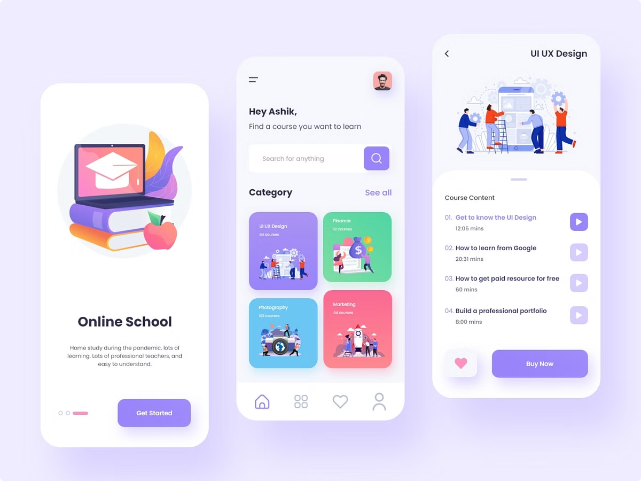 Online School
Home study during the pandemic, lots of
learning. Lots of professional teachers, and
easy to understand.
Get Started
Hey Ashik,
Find a course you want to learn
Search for anything
Category
See all
UI UX Design
Finance
Photography
Marketing
UI UX Design
Course Content
01. Get to know the UI Design
12:05 mins
02. How to learn from Google
20:31 mins
03. How to get paid resource for free
60 mins
04. Build a professional portfolio
8:00 mins
Buy Now